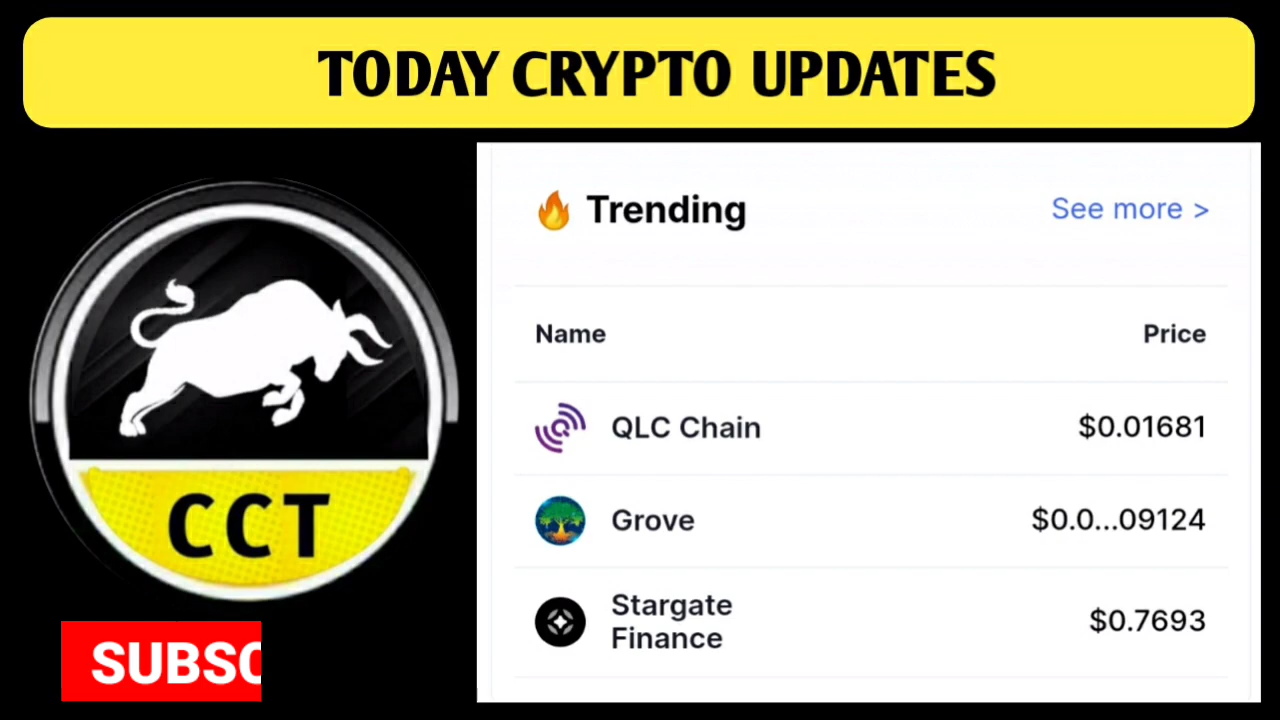 TODAY CRYPTO UPDATES
🔥 Trending
See more >
Name
Price
QLC Chain
$0.01681
Grove
$0.0...09124
Stargate
Finance
$0.7693
CCT
SUBSC